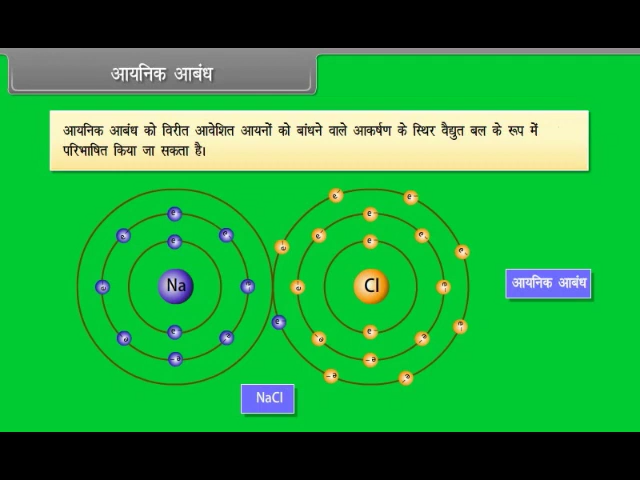 आयनिक आबंध
आयनिक आबंध को विरीत आवेशित आयनों को बांधने वाले आकर्षण के स्थिर वैद्युत बल के रूप में
परिभाषित किया जा सकता है।
Na
Cl
आयनिक आबंध
NaCl